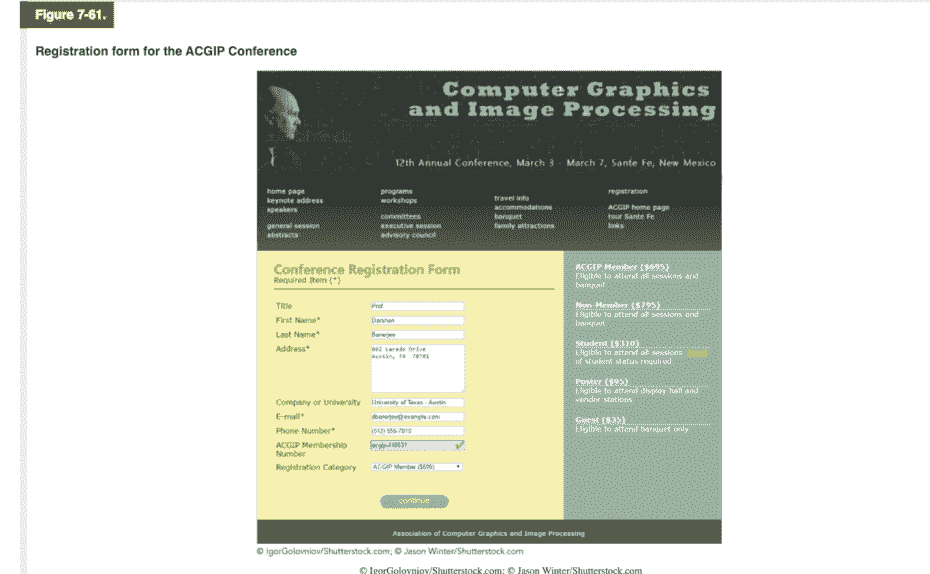 Figure 7-61.
Registration form for the ACGIP Conference
Computer Graphics
and Image Processing
12th Annual Conference, March 3 - March 7, Sante Fe, New Mexico
home page
keynote address
speakers
general session
abstracts
programs
workshops
committees
executive session
advisory council
travel info
accommodations
banquet
family attractions
registration
ACGIP home page
tour Sante Fe
links
Conference Registration Form
Required Item (*)
Title
Prof
First Name*
Last Name*
Banerjee
Address*
Laredo Drive
Austin, 78701
Company or University
University of Texas - Austin
E-mail*
dbanerjee@example.com
Phone Number*
(512) 555-
ACGIP Membership
Number
Registration Category
ACGIP Member ($695)
continue
ACGIP Member ($695)
Eligible to attend all sessions and
banquet
Non-Member ($795)
Eligible to attend all sessions and
banquet
Student ($310)
Eligible to attend all sessions
of student status required
Poster ($95)
Eligible to attend display hall and
vendor stations
Guest ($35)
Eligible to attend banquet only
Association of Computer Graphics and Image Processing
© IgorGolovniov/Shutterstock.com; © Jason Winter/Shutterstock.com
© IgorGolovniov/Shutterstock.com; © Jason Winter/Shutterstock.com